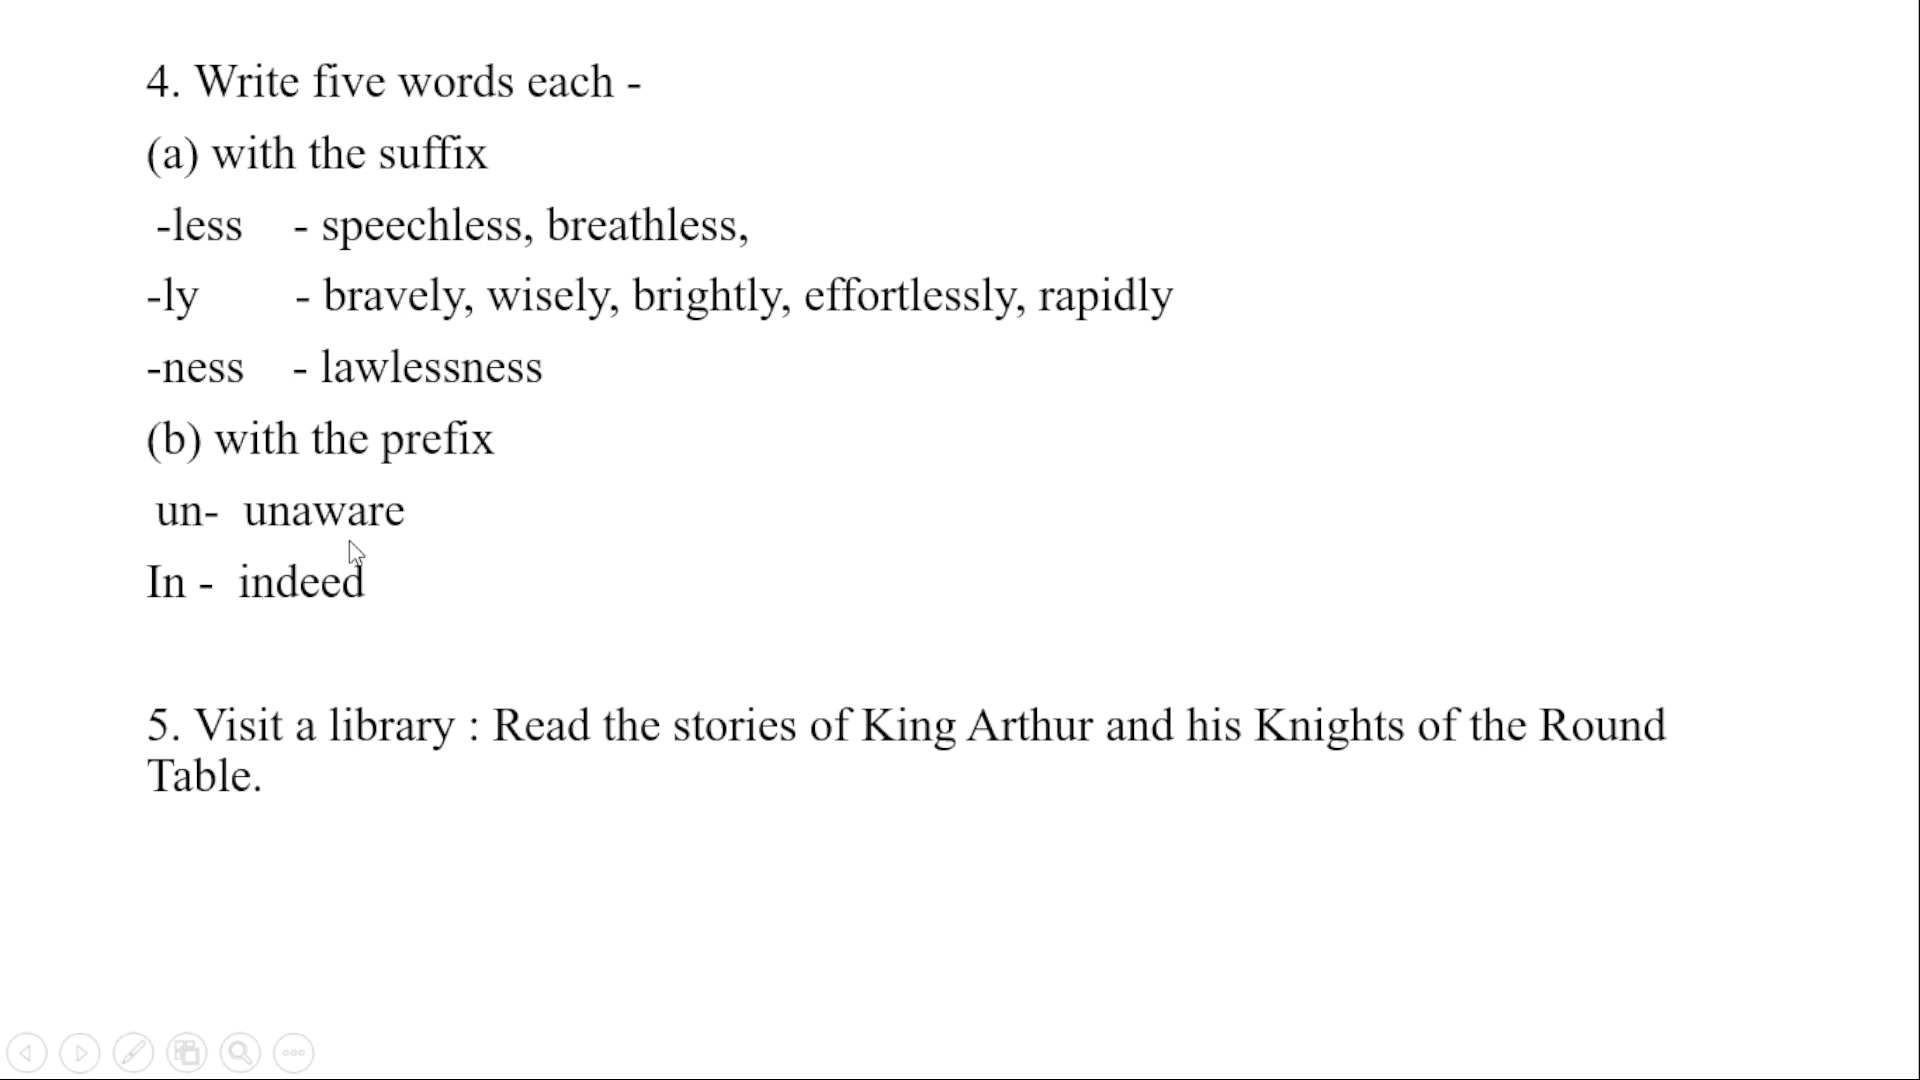 4. Write five words each -
(a) with the suffix
-less - speechless, breathless,
-ly - bravely, wisely, brightly, effortlessly, rapidly
-ness - lawlessness
(b) with the prefix
un- unaware
In - indeed
5. Visit a library : Read the stories of King Arthur and his Knights of the Round
Table.